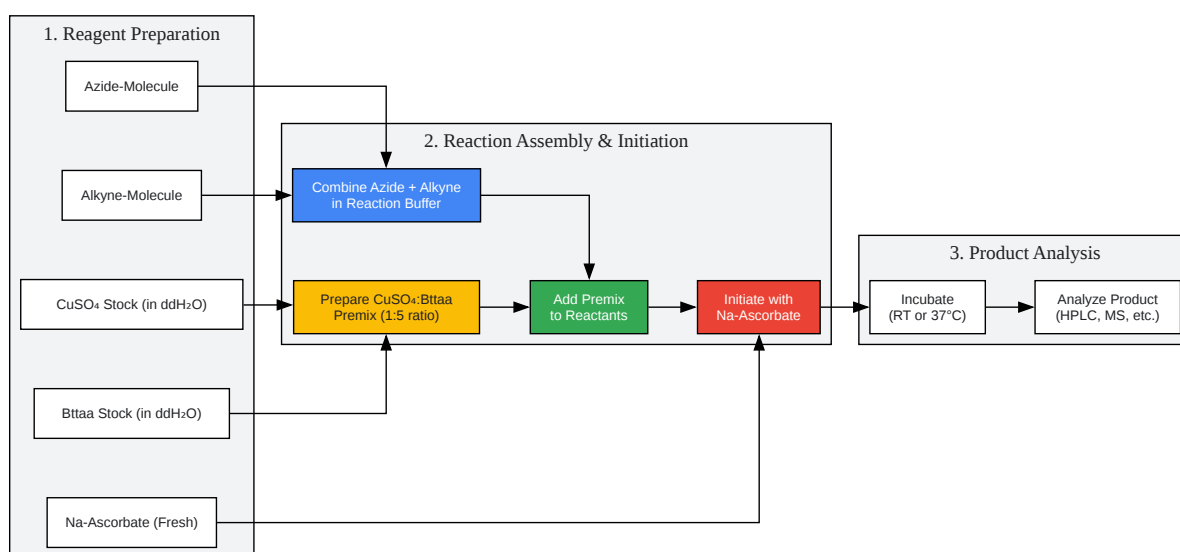 1. Reagent Preparation
Azide-Molecule
Alkyne-Molecule
CuSO₄ Stock (in ddH₂O)
Bttaa Stock (in ddH₂O)
Na-Ascorbate (Fresh)
2. Reaction Assembly & Initiation
Combine Azide + Alkyne
in Reaction Buffer
Prepare CuSO₄:Bttaa
Premix (1:5 ratio)
Add Premix
to Reactants
Initiate with
Na-Ascorbate
3. Product Analysis
Incubate
(RT or 37°C)
Analyze Product
(HPLC, MS, etc.)